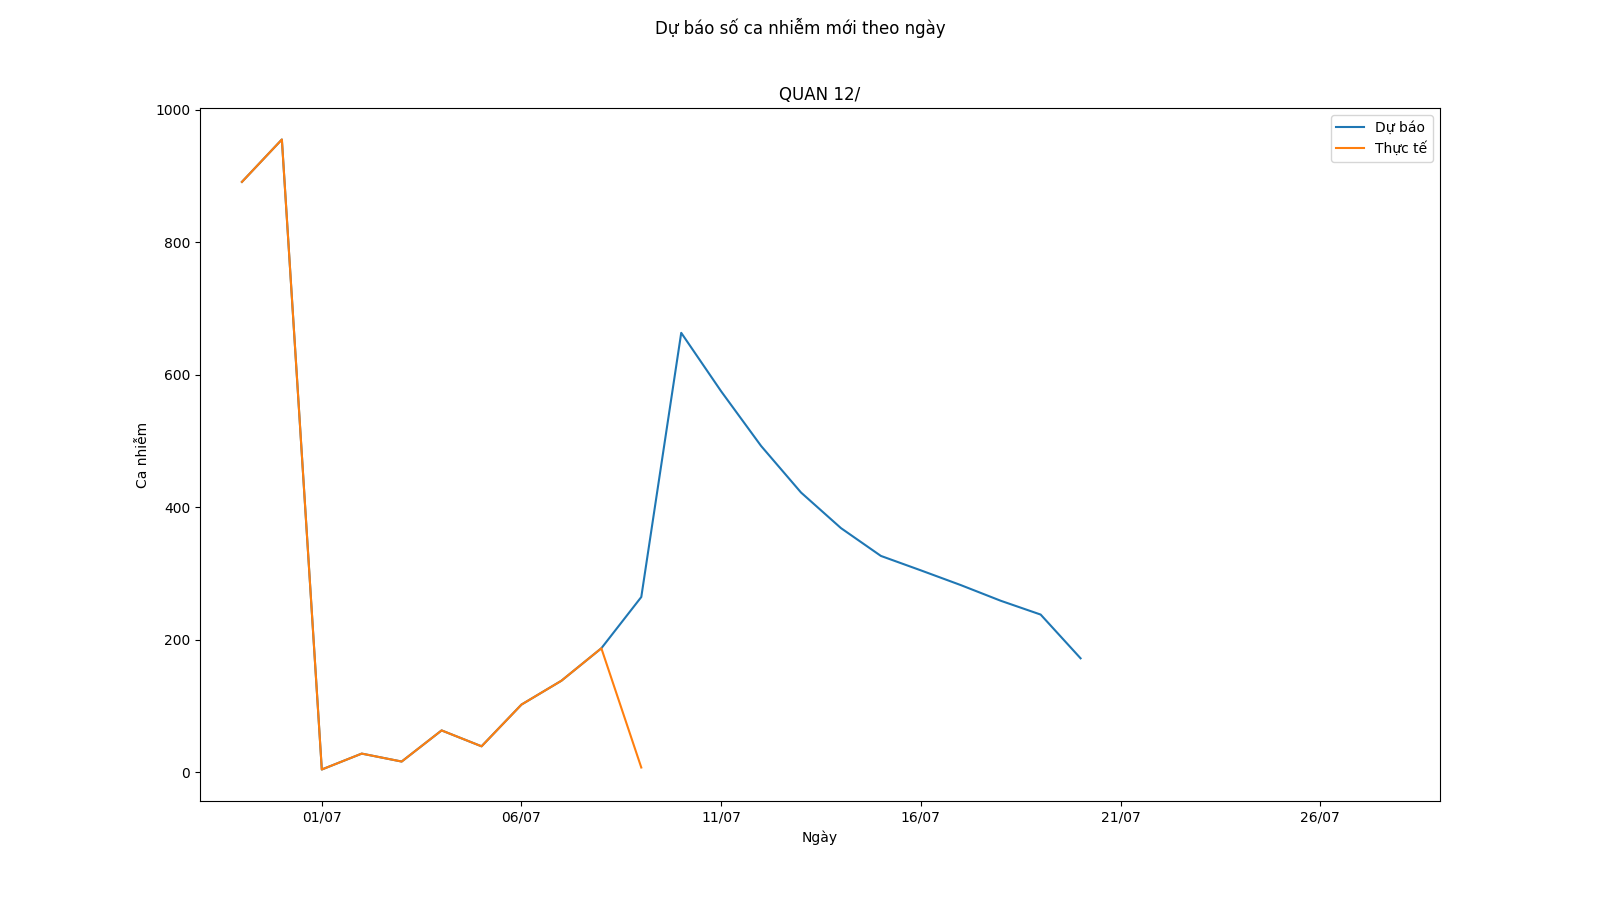 Dự báo số ca nhiễm mới theo ngày
QUAN 12/
1000
800
600
400
200
0
Ca nhiễm
Dự báo
Thực tế
01/07
06/07
11/07
16/07
21/07
26/07
Ngày